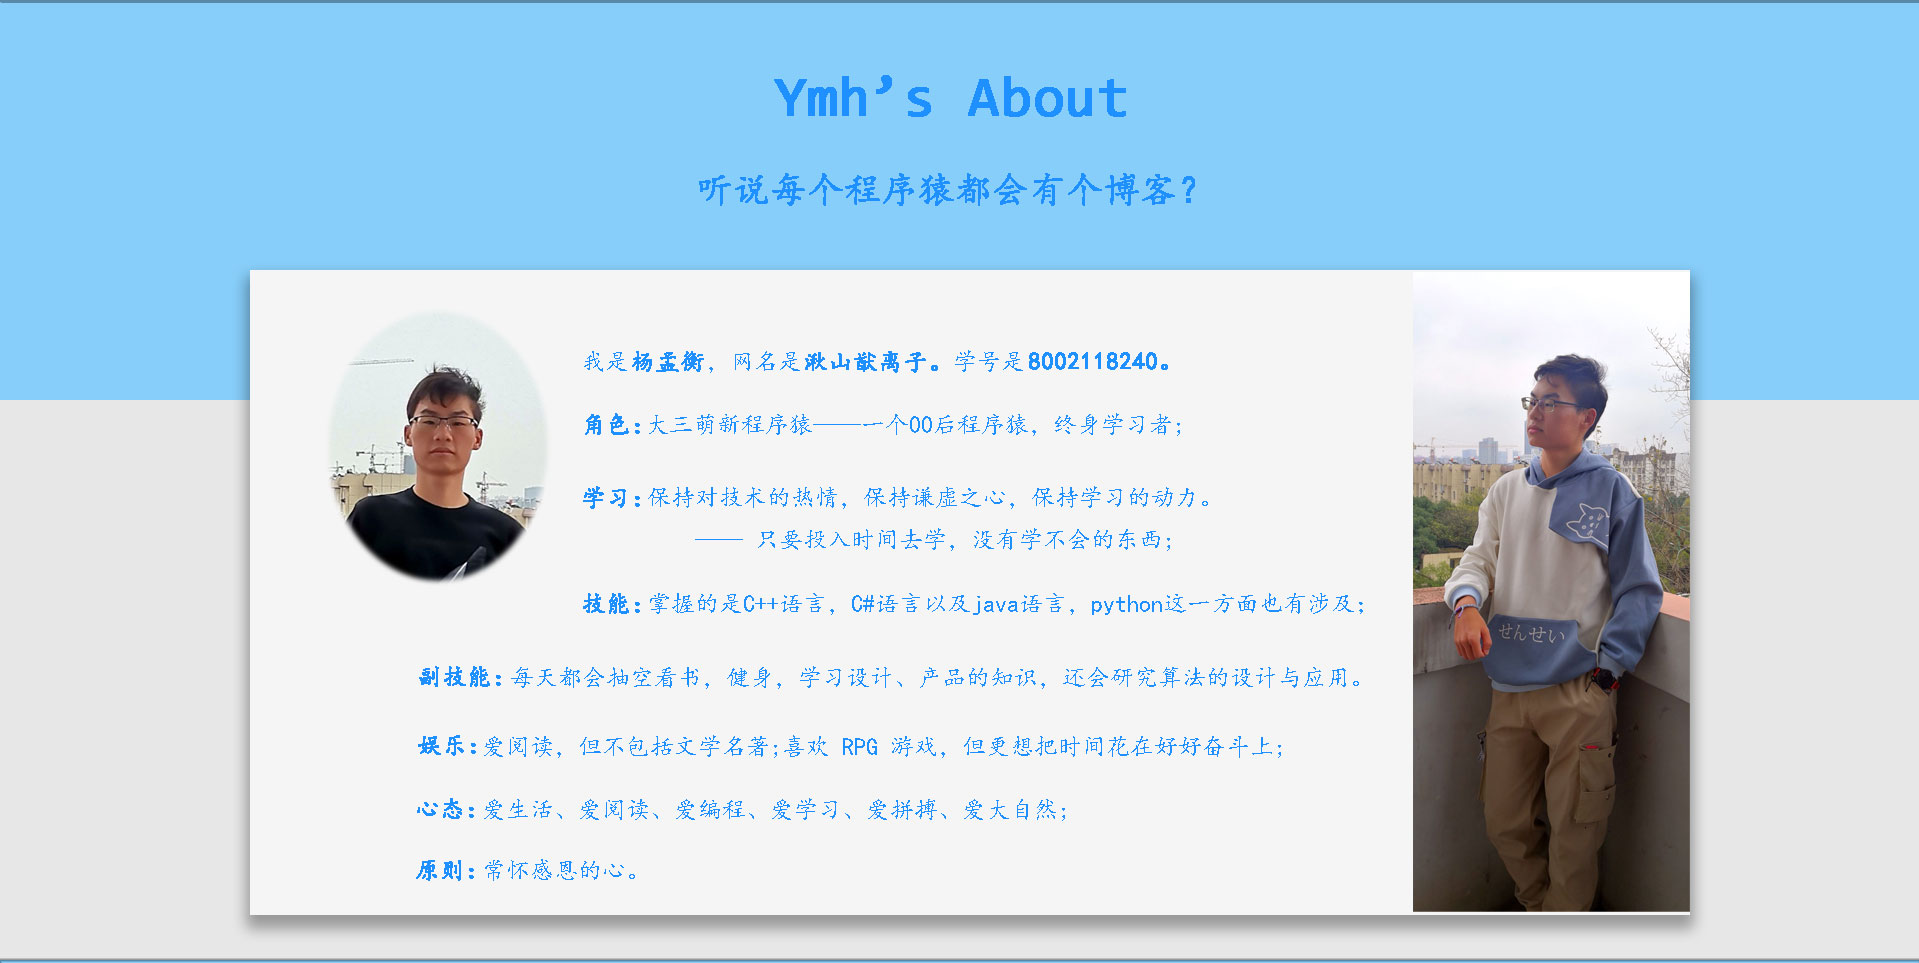 Ymh’s About
听说每个程序猿都会有个博客？
我是杨孟衡，网名是湫山猷离子。学号是8002118240。
角色：大三萌新程序猿——一个00后程序猿，终身学习者；
学习：保持对技术的热情，保持谦虚之心，保持学习的动力。
—— 只要投入时间去学，没有学不会的东西；
技能：掌握的是C++语言，C#语言以及java语言，python这一方面也有涉及；
副技能：每天都会抽空看书，健身，学习设计、产品的知识，还会研究算法的设计与应用。
娱乐：爱阅读，但不包括文学名著;喜欢 RPG 游戏，但更想把时间花在好好奋斗上；
心态：爱生活、爱阅读、爱编程、爱学习、爱拼搏、爱大自然；
原则：常怀感恩的心。
せんせい